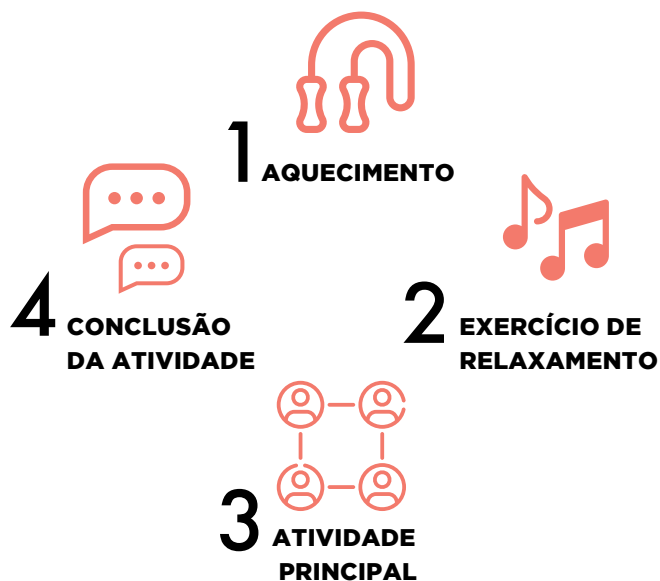 1 AQUECIMENTO
2 EXERCÍCIO DE
RELAXAMENTO
3 ATIVIDADE
PRINCIPAL
4 CONCLUSÃO
DA ATIVIDADE